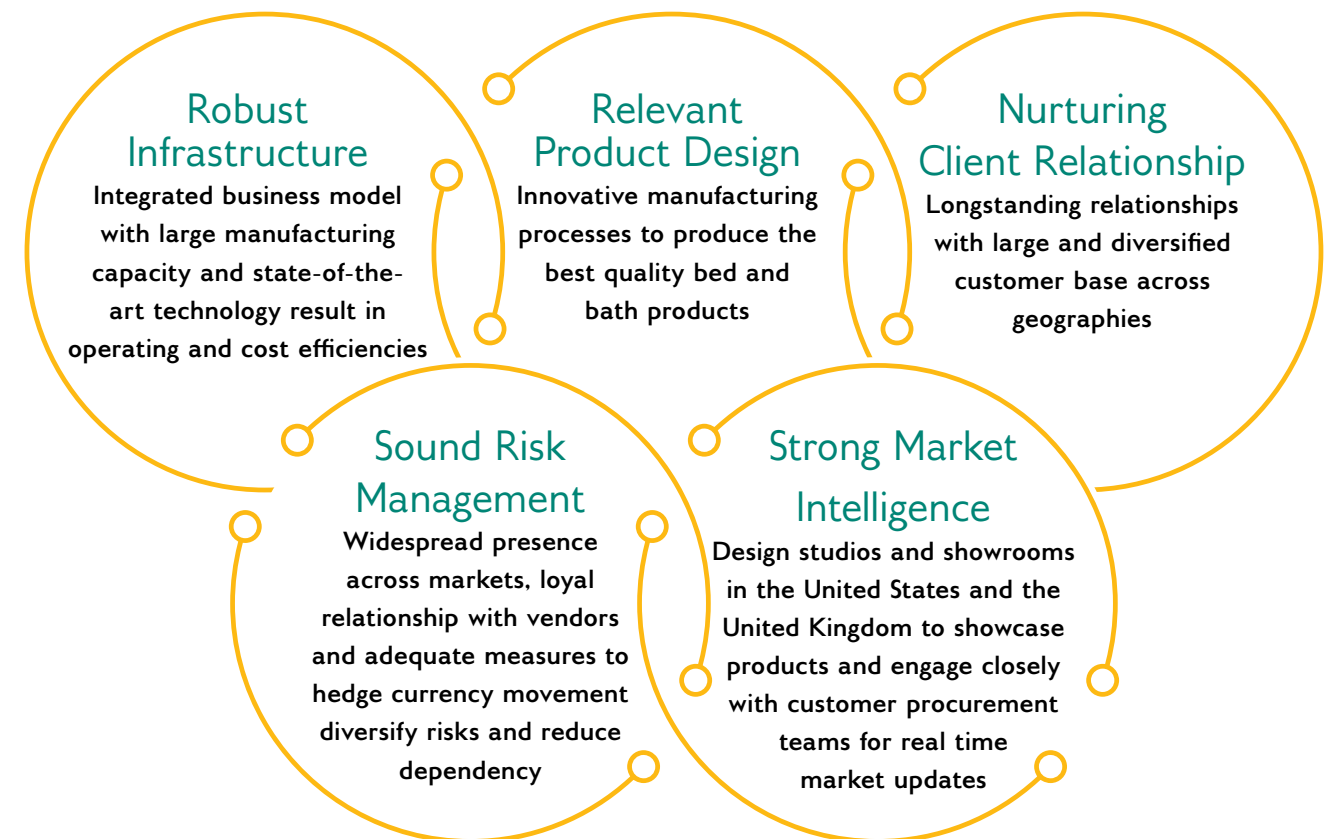 Robust
Infrastructure
Integrated business model
with large manufacturing
capacity and state-of-the-
art technology result in
operating and cost efficiencies
Relevant
Product Design
Innovative manufacturing
processes to produce the
best quality bed and
bath products
Nurturing
Client Relationship
Longstanding relationships
with large and diversified
customer base across
geographies
Sound Risk
Management
Widespread presence
across markets, loyal
relationship with vendors
and adequate measures to
hedge currency movement
diversify risks and reduce
dependency
Strong Market
Intelligence
Design studios and showrooms
in the United States and the
United Kingdom to showcase
products and engage closely
with customer procurement
teams for real time
market updates